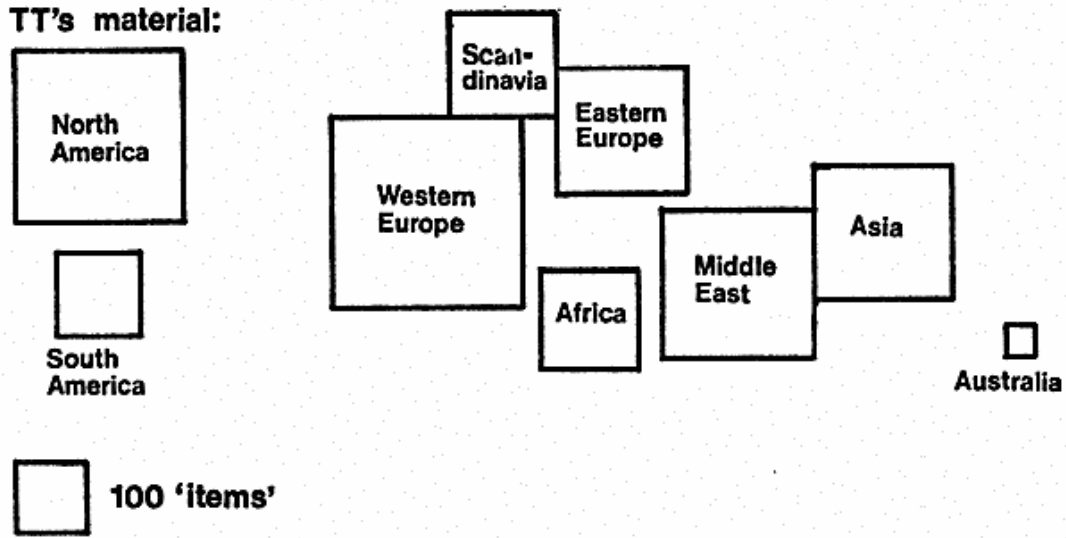 TT's material:
Scan-
dinavia
North
America
Eastern
Europe
Western
Europe
Asia
Middle
East
Africa
South
America
Australia
100 'items'